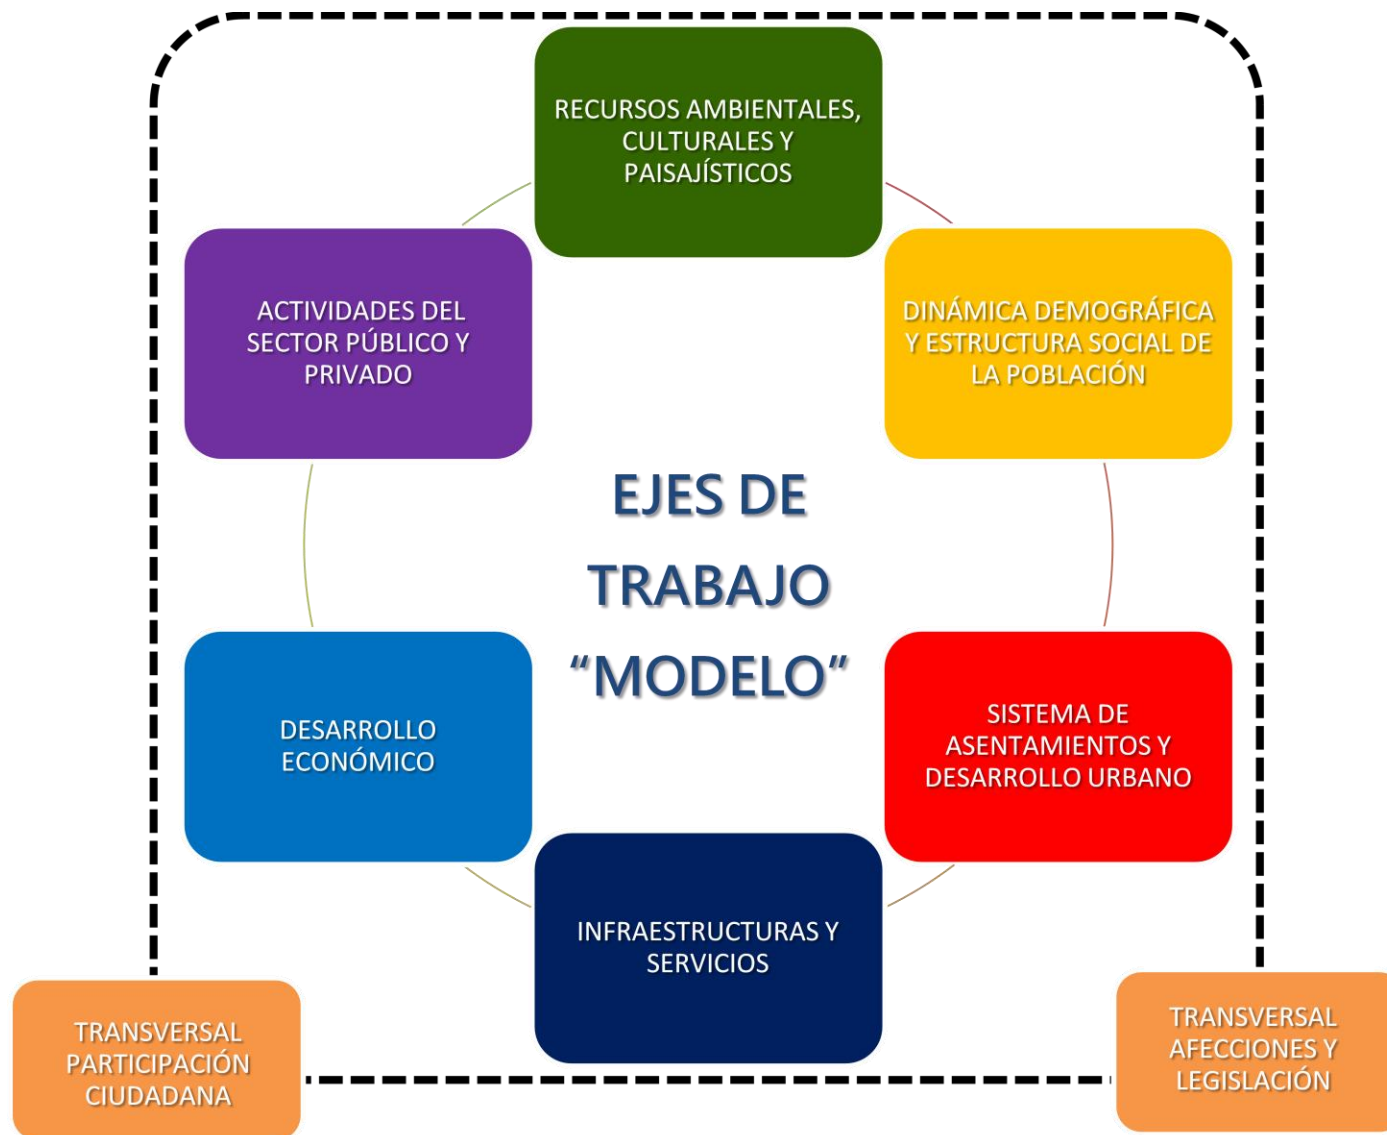 RECURSOS AMBIENTALES,
CULTURALES Y
PAISAJÍSTICOS
ACTIVIDADES DEL
SECTOR PÚBLICO Y
PRIVADO
DINÁMICA DEMOGRÁFICA
Y ESTRUCTURA SOCIAL DE
LA POBLACIÓN
EJES DE
TRABAJO
“MODELO”
DESARROLLO
ECONÓMICO
SISTEMA DE
ASENTAMIENTOS Y
DESARROLLO URBANO
INFRAESTRUCTURAS Y
SERVICIOS
TRANSVERSAL
PARTICIPACIÓN
CIUDADANA
TRANSVERSAL
AFECCIONES Y
LEGISLACIÓN